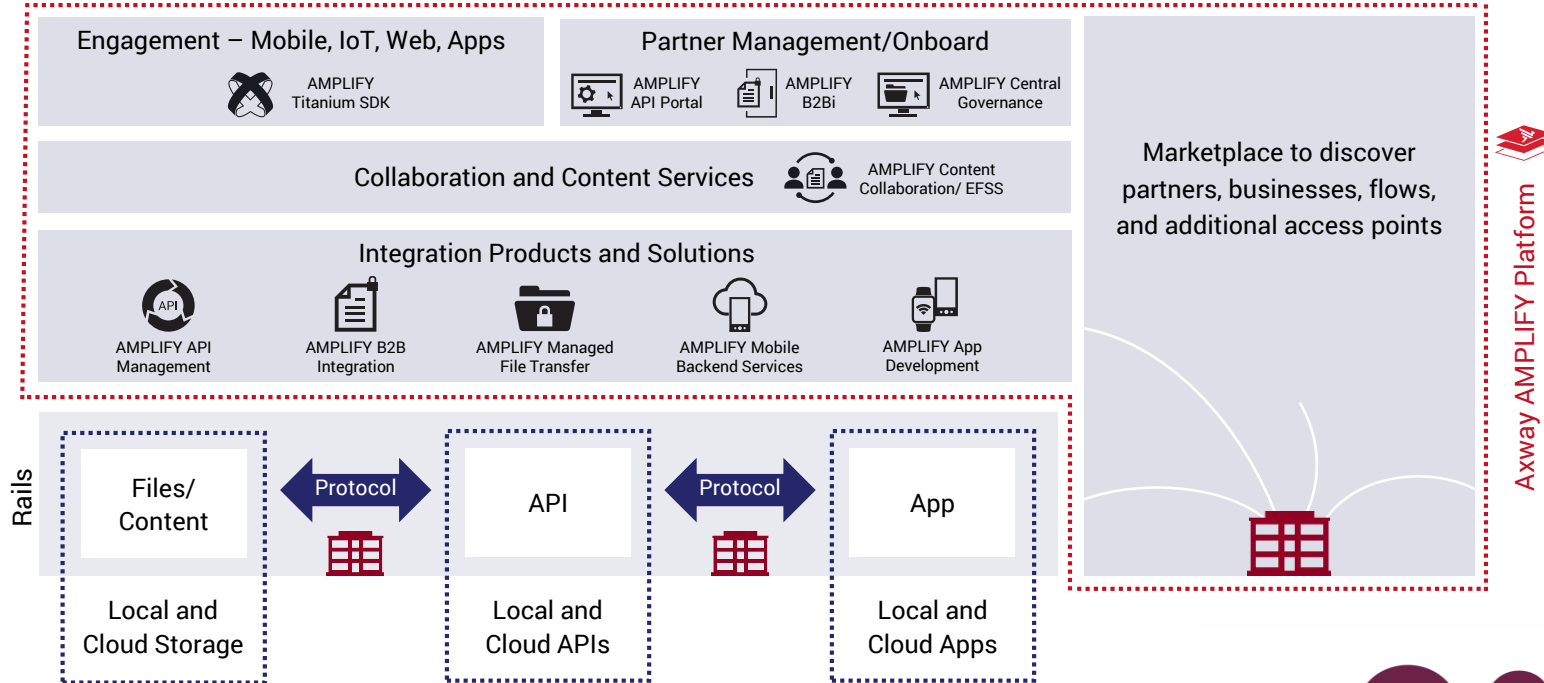 Engagement – Mobile, IoT, Web, Apps
AMPLIFY
Titanium SDK
Partner Management/Onboard
AMPLIFY
API Portal
AMPLIFY
B2Bi
AMPLIFY Central
Governance
Collaboration and Content Services
AMPLIFY Content
Collaboration/ EFSS
Integration Products and Solutions
API
AMPLIFY API
Management
AMPLIFY B2B
Integration
AMPLIFY Managed
File Transfer
AMPLIFY Mobile
Backend Services
AMPLIFY App
Development
Marketplace to discover
partners, businesses, flows,
and additional access points
Axway AMPLIFY Platform
Rails
Files/
Content
Protocol
API
Protocol
App
Local and
Cloud Storage
Local and
Cloud APIs
Local and
Cloud Apps